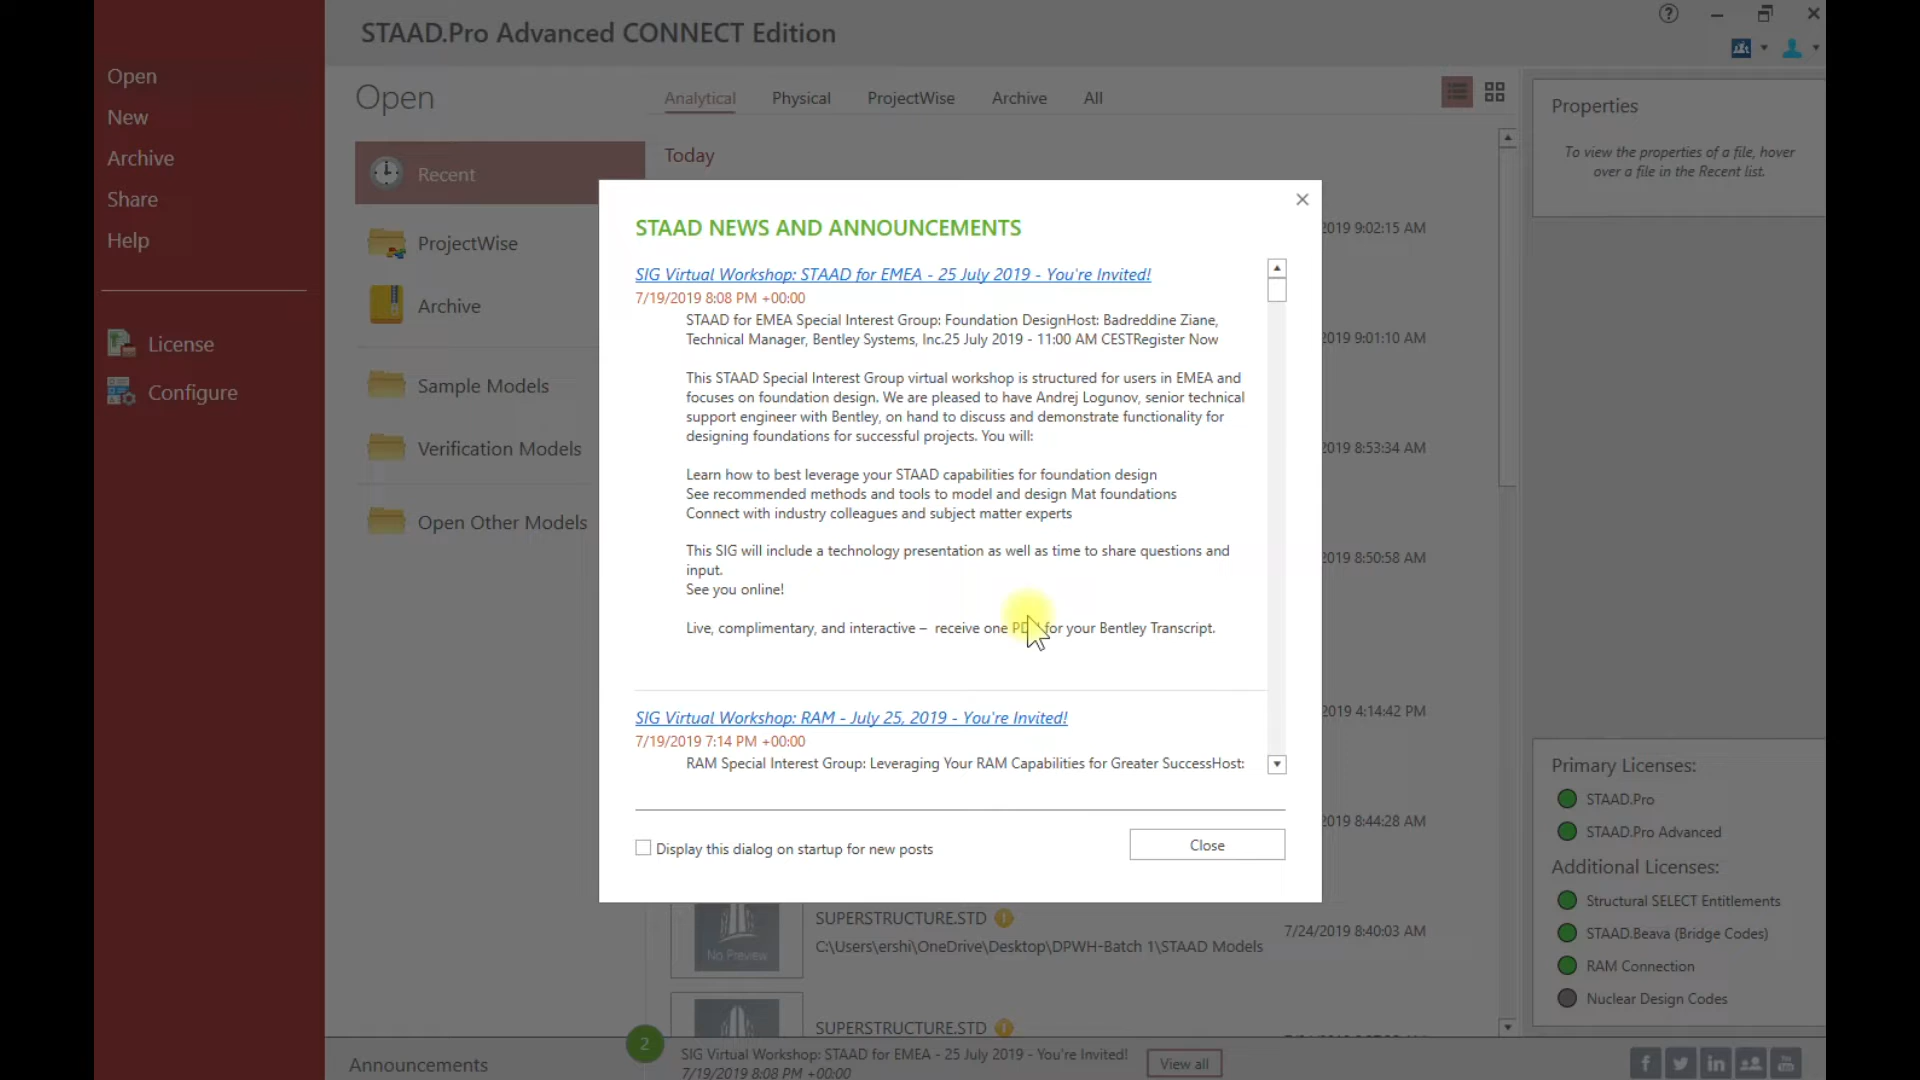 STAAD.Pro Advanced CONNECT Edition
Open
New
Archive
Share
Help
License
Configure
Open
Analytical
Physical
ProjectWise
Archive
All
Recent
ProjectWise
Archive
Sample Models
Verification Models
Open Other Models
Today
2019 9:02:15 AM
2019 9:01:10 AM
2019 8:53:34 AM
2019 8:50:58 AM
2019 4:14:42 PM
2019 8:44:28 AM
STAAD NEWS AND ANNOUNCEMENTS
SIG Virtual Workshop: STAAD for EMEA - 25 July 2019 - You're Invited!
7/19/2019 8:08 PM +00:00
STAAD for EMEA Special Interest Group: Foundation DesignHost: Badreddine Ziane,
Technical Manager, Bentley Systems, Inc.25 July 2019 - 11:00 AM CESTRegister Now
This STAAD Special Interest Group virtual workshop is structured for users in EMEA and
focuses on foundation design. We are pleased to have Andrej Logunov, senior technical
support engineer with Bentley, on hand to discuss and demonstrate functionality for
designing foundations for successful projects. You will:
Learn how to best leverage your STAAD capabilities for foundation design
See recommended methods and tools to model and design Mat foundations
Connect with industry colleagues and subject matter experts
This SIG will include a technology presentation as well as time to share questions and
input.
See you online!
Live, complimentary, and interactive – receive one for your Bentley Transcript.
SIG Virtual Workshop: RAM - July 25, 2019 - You're Invited!
7/19/2019 7:14 PM +00:00
RAM Special Interest Group: Leveraging Your RAM Capabilities for Greater SuccessHost:
Display this dialog on startup for new posts
Close
No Preview
SUPERSTRUCTURE.STD
C:\Users\ershi\OneDrive\Desktop\DPWH-Batch 1\STAAD Models
7/24/2019 8:40:03 AM
SUPERSTRUCTURE.STD
Properties
To view the properties of a file, hover
over a file in the Recent list.
Primary Licenses:
STAAD.Pro
STAAD.Pro Advanced
Additional Licenses:
Structural SELECT Entitlements
STAAD.Beava (Bridge Codes)
RAM Connection
Nuclear Design Codes
Announcements
2
SIG Virtual Workshop: STAAD for EMEA - 25 July 2019 - You're Invited!
7/19/2019 8:08 PM +00:00
View all